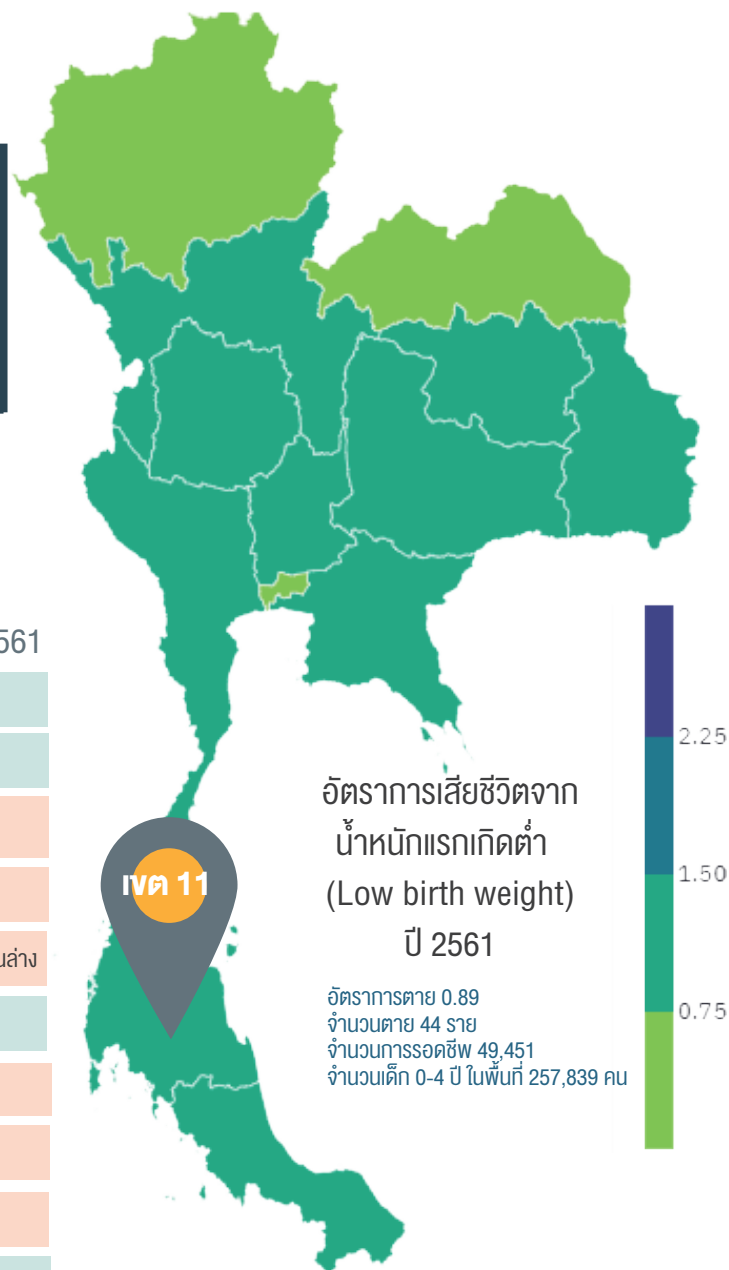 561
นล่าง
เขต 11
อัตราการเสียชีวิตจาก
น้ำหนักแรกเกิดต่ำ
(Low birth weight)
ปี 2561
อัตราการตาย 0.89
จำนวนตาย 44 ราย
จำนวนการรอดชีพ 49,451
จำนวนเด็ก 0-4 ปี ในพื้นที่ 257,839 คน
2.25
1.50
0.75